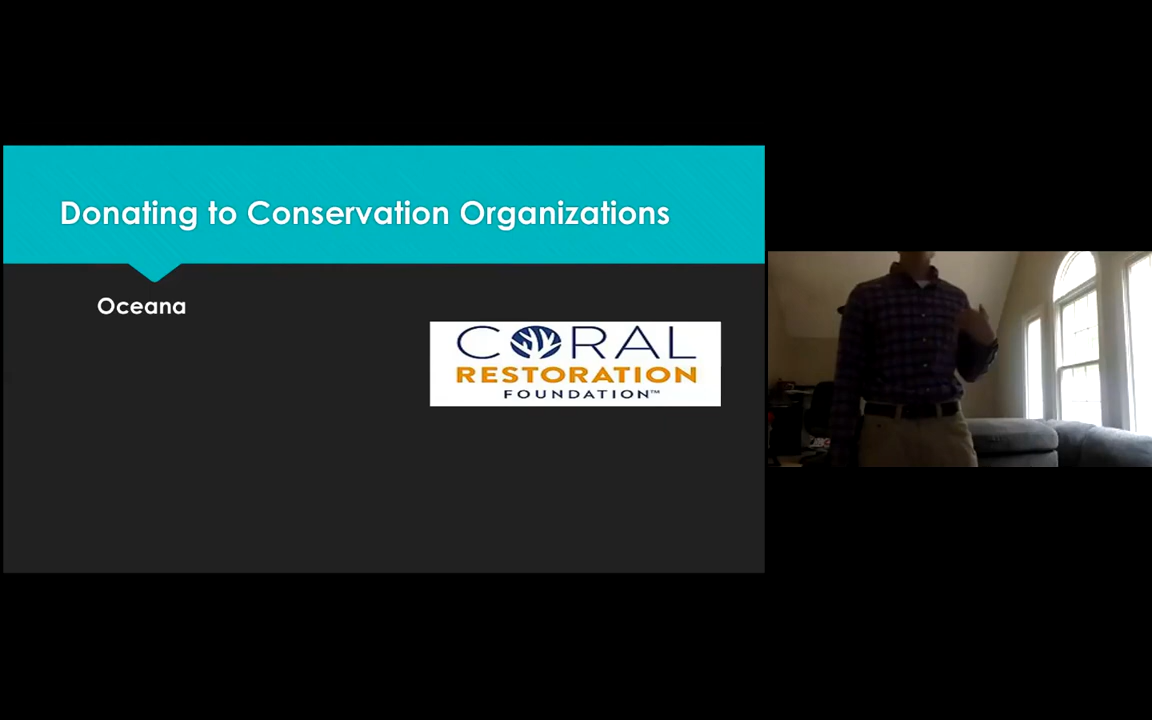 Donating to Conservation Organizations
Oceana
CORAL
RESTORATION
FOUNDATION™